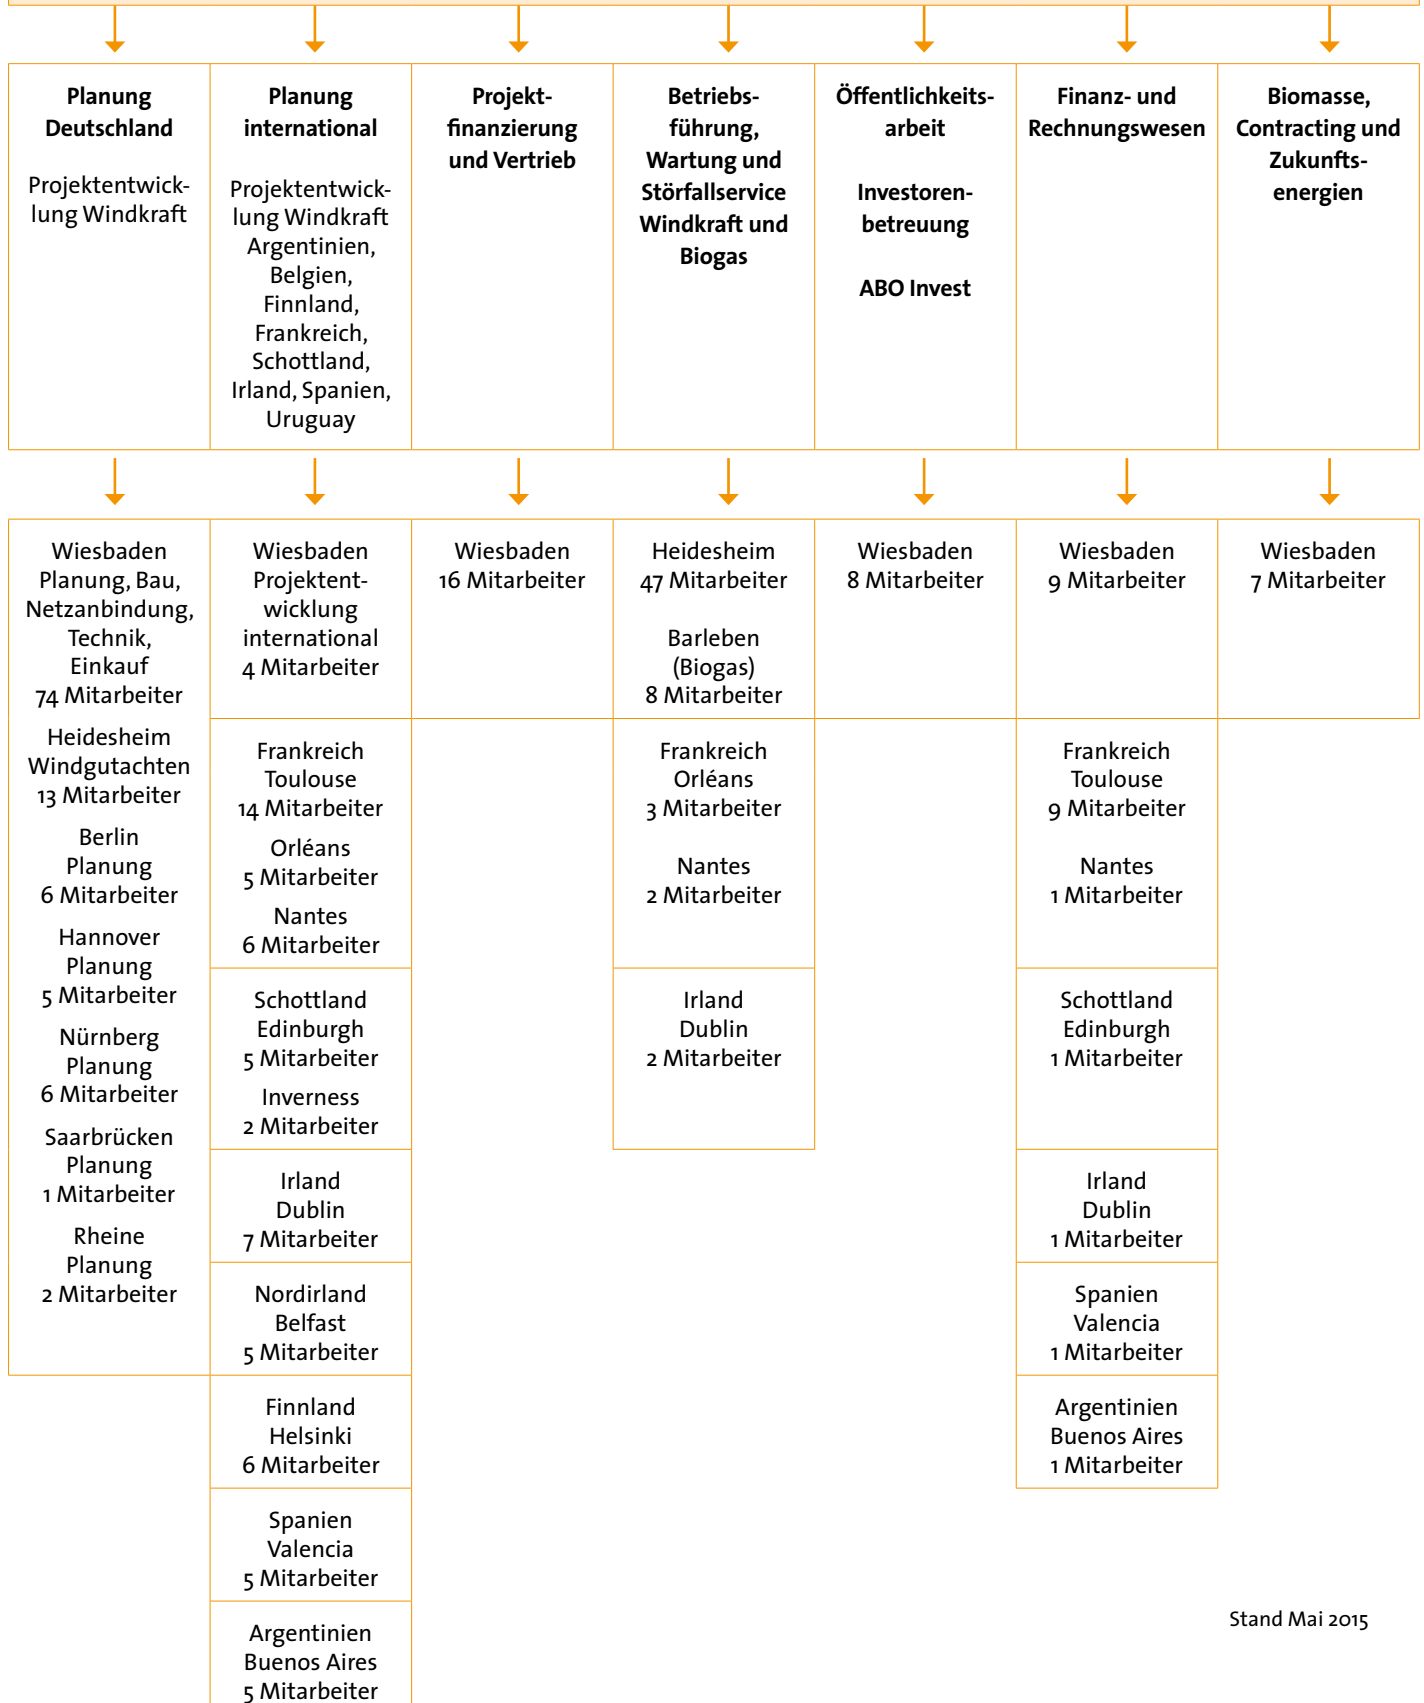 Planung
Deutschland
Projektentwick-
lung Windkraft
Planung
international
Projektentwick-
lung Windkraft
Argentinien,
Belgien,
Finnland,
Frankreich,
Schottland,
Irland, Spanien,
Uruguay
Projekt-
finanzierung
und Vertrieb
Betriebs-
führung,
Wartung und
Störfallservice
Windkraft und
Biogas
Öffentlichkeits-
arbeit
Investoren-
betreuung
ABO Invest
Finanz- und
Rechnungswesen
Biomasse,
Contracting und
Zukunfts-
energien
Wiesbaden
Planung, Bau,
Netzanbindung,
Technik,
Einkauf
74 Mitarbeiter
Heidesheim
Windgutachten
13 Mitarbeiter
Berlin
Planung
6 Mitarbeiter
Hannover
Planung
5 Mitarbeiter
Nürnberg
Planung
6 Mitarbeiter
Saarbrücken
Planung
1 Mitarbeiter
Rheine
Planung
2 Mitarbeiter
Wiesbaden
Projektent-
wicklung
international
4 Mitarbeiter
Frankreich
Toulouse
14 Mitarbeiter
Orléans
5 Mitarbeiter
Nantes
6 Mitarbeiter
Schottland
Edinburgh
5 Mitarbeiter
Inverness
2 Mitarbeiter
Irland
Dublin
7 Mitarbeiter
Nordirland
Belfast
5 Mitarbeiter
Finnland
Helsinki
6 Mitarbeiter
Spanien
Valencia
5 Mitarbeiter
Argentinien
Buenos Aires
5 Mitarbeiter
Wiesbaden
16 Mitarbeiter
Heidesheim
47 Mitarbeiter
Barleben
(Biogas)
8 Mitarbeiter
Frankreich
Orléans
3 Mitarbeiter
Nantes
2 Mitarbeiter
Irland
Dublin
2 Mitarbeiter
Wiesbaden
8 Mitarbeiter
Wiesbaden
9 Mitarbeiter
Frankreich
Toulouse
9 Mitarbeiter
Nantes
1 Mitarbeiter
Schottland
Edinburgh
1 Mitarbeiter
Irland
Dublin
1 Mitarbeiter
Spanien
Valencia
1 Mitarbeiter
Argentinien
Buenos Aires
1 Mitarbeiter
Wiesbaden
7 Mitarbeiter
Stand Mai 2015